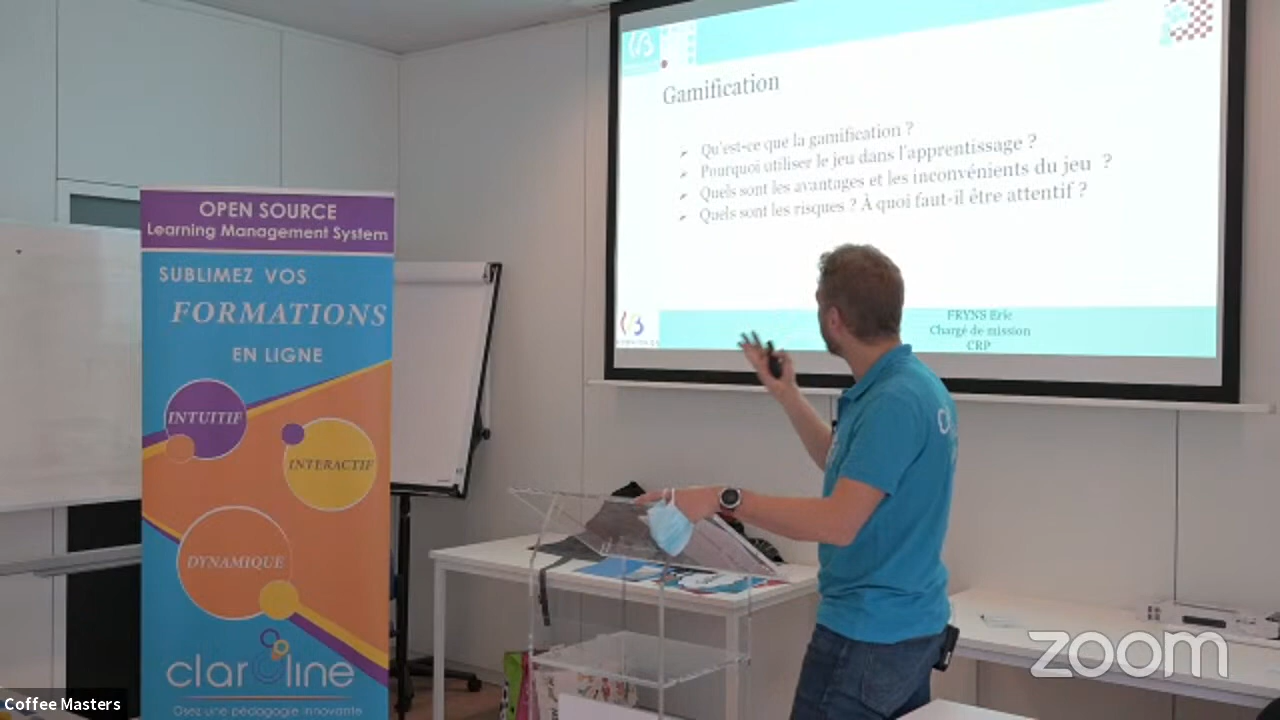 Gamification
Qu'est-ce que la gamification ?
Pourquoi utiliser le jeu dans l'apprentissage ?
Quels sont les avantages et les inconvénients du jeu ?
Quels sont les risques ? À quoi faut-il être attentif ?
FRYNS Eric
Chargé de mission
CRP
OPEN SOURCE
Learning Management System
SUBLIMEZ VOS
FORMATIONS
EN LIGNE
INTUITIF
INTERACTIF
DYNAMIQUE
claroline
Osez une pédagogie innovante
zoom
Coffee Masters